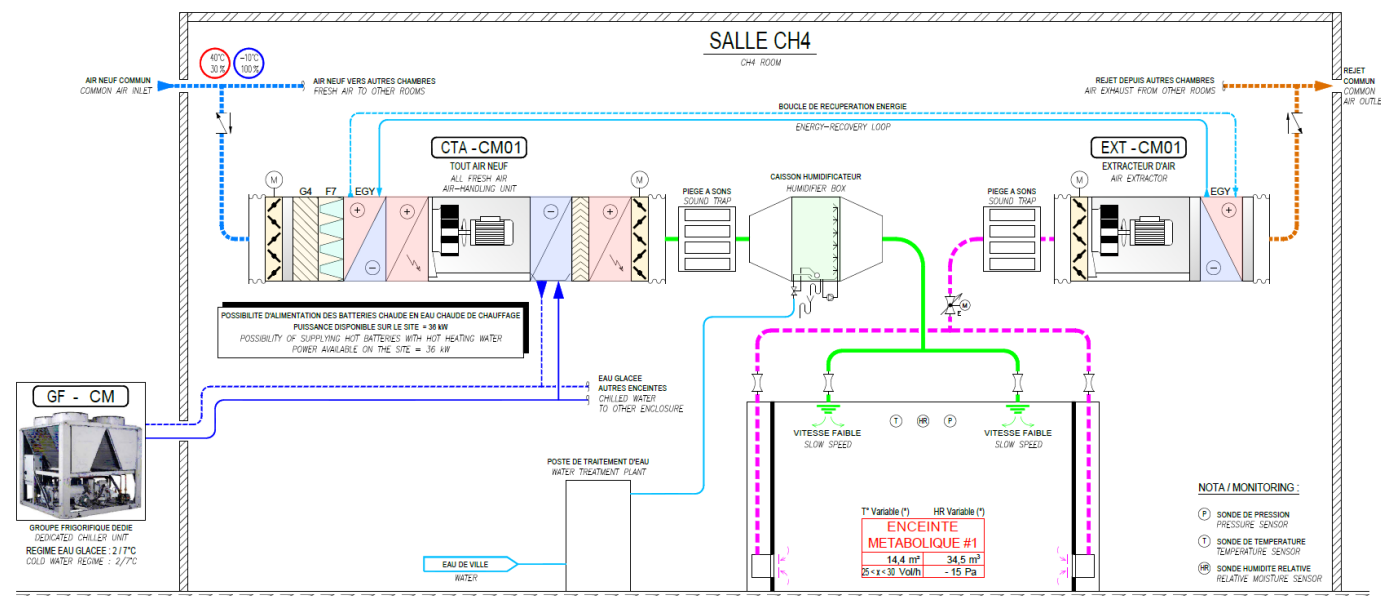 SALLE CH4
CH4 ROOM
40°C
30 %
-10°C
100 %
AIR NEUF COMMUN
COMMON AIR INLET
AIR NEUF VERS AUTRES CHAMBRES
FRESH AIR TO OTHER ROOMS
REJET DEPUIS AUTRES CHAMBRES
AIR EXHAUST FROM OTHER ROOMS
REJET
COMMUN
COMMON
AIR OUTLE
BOUCLE DE RECUPERATION ENERGIE
ENERGY-RECOVERY LOOP
CTA - CM01
TOUT AIR NEUF
ALL FRESH AIR
AIR-HANDLING UNIT
EXT - CM01
EXTRACTEUR D'AIR
AIR EXTRACTOR
M
G4
F7
EGY
M
PIEGE A SONS
SOUND TRAP
CAISSON HUMIDIFICATEUR
HUMIDIFIER BOX
PIEGE A SONS
SOUND TRAP
M
EGY
M
E
POSSIBILITE D'ALIMENTATION DES BATTERIES CHAUDE EN EAU CHAUDE DE CHAUFFAGE
PUISSANCE DISPONIBLE SUR LE SITE = 36 kW
POSSIBILITY OF SUPPLYING HOT BATTERIES WITH HOT HEATING WATER
POWER AVAILABLE ON THE SITE = 36 kW
GF - CM
GROUPE FRIGORIFIQUE DEDIE
DEDICATED CHILLER UNIT
REGIME EAU GLACEE : 2 / 7°C
COLD WATER REGIME : 2/7°C
EAU GLACEE
AUTRES ENCEINTES
CHILLED WATER
TO OTHER ENCLOSURE
POSTE DE TRAITEMENT D'EAU
WATER TREATMENT PLANT
EAU DE VILLE
WATER
VITESSE FAIBLE
SLOW SPEED
T
HR
P
VITESSE FAIBLE
SLOW SPEED
T° Variable (*) HR Variable (*)
ENCEINTE
METABOLIQUE #1
14,4 m² 34,5 m³
25 < x < 30 Vol/h - 15 Pa
NOTA / MONITORING :
P SONDE DE PRESSION
PRESSURE SENSOR
T SONDE DE TEMPERATURE
TEMPERATURE SENSOR
HR SONDE HUMIDITE RELATIVE
RELATIVE MOISTURE SENSOR